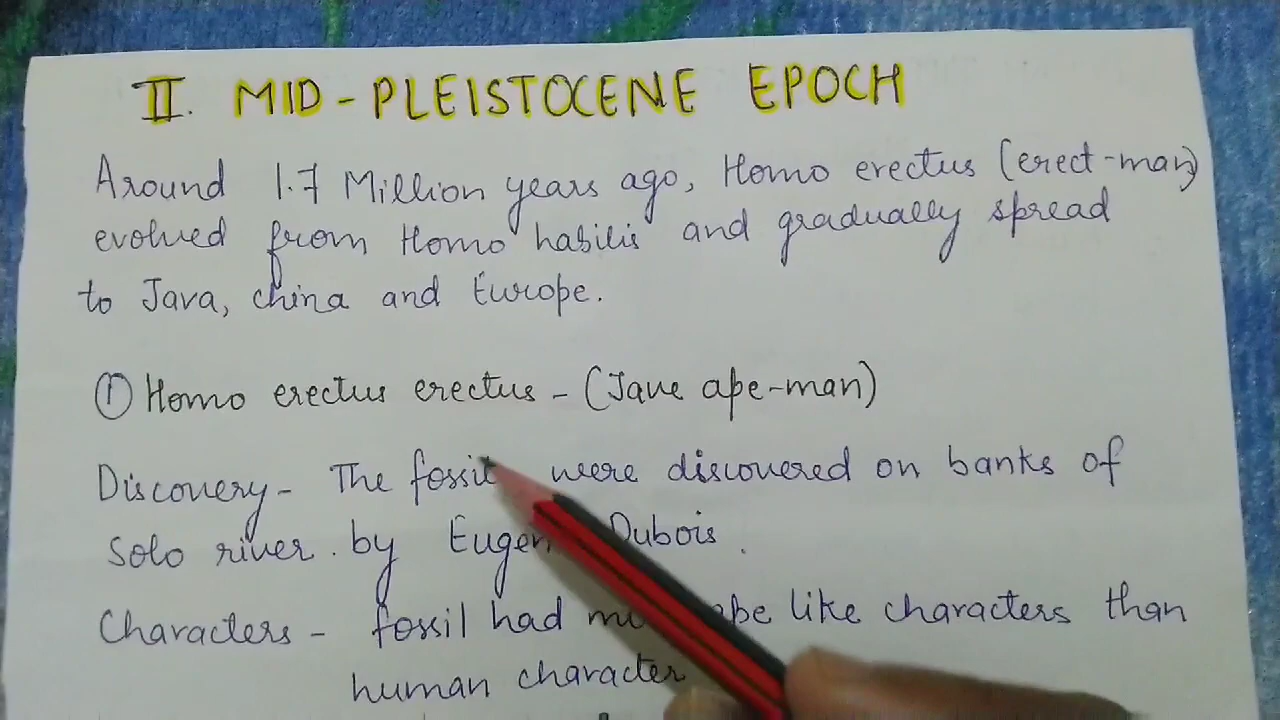 II. MID-PLEISTOCENE EPOCH
Around 1.7 Million years ago, Homo erectus (erect-man)
evolved from Homo habilis and gradually spread
to Java, china and Europe.
① Homo erectus erectus - (Jave ape-man)
Discovery - The fossil were discovered on banks of
Solo river. by Dubois.
Characters - fossil had like characters than
human character